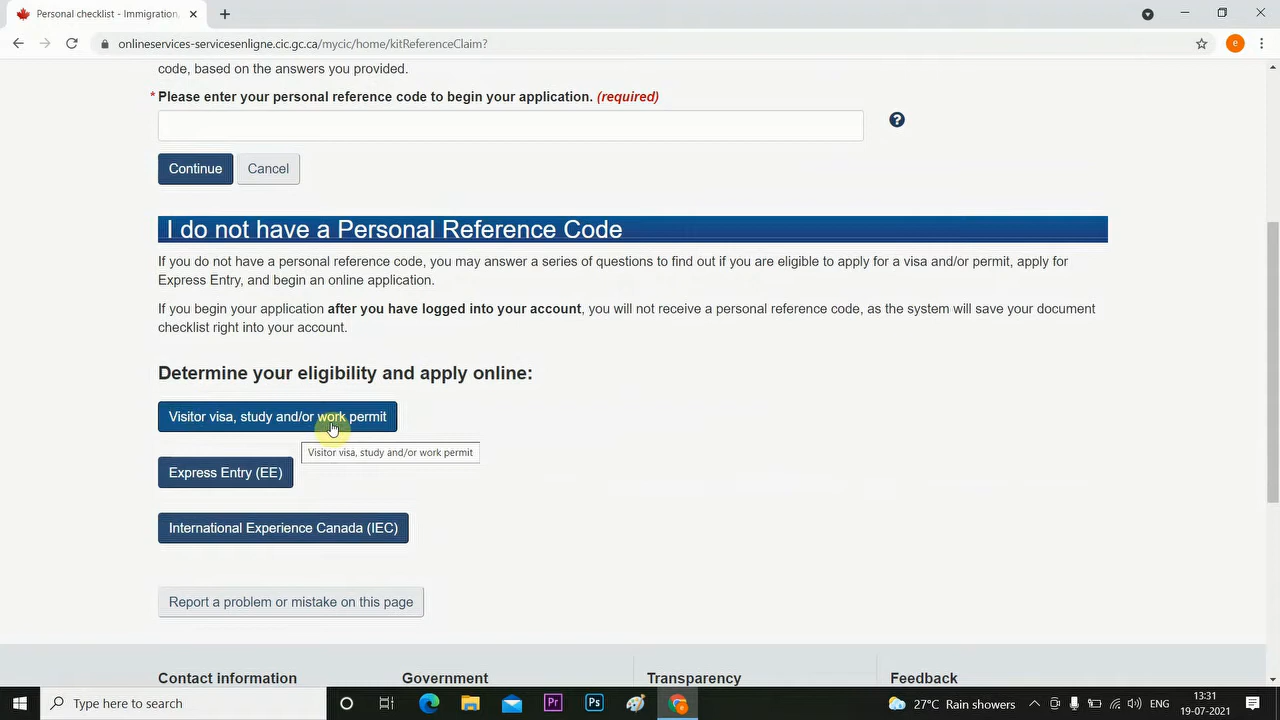 Personal checklist - Immigration,
onlineservices-servicesenligne.cic.gc.ca/mycic/home/kitReferenceClaim?
e
code, based on the answers you provided.
* Please enter your personal reference code to begin your application. (required)
?
Continue
Cancel
I do not have a Personal Reference Code
If you do not have a personal reference code, you may answer a series of questions to find out if you are eligible to apply for a visa and/or permit, apply for
Express Entry, and begin an online application.
If you begin your application after you have logged into your account, you will not receive a personal reference code, as the system will save your document
checklist right into your account.
Determine your eligibility and apply online:
Visitor visa, study and/or work permit
Visitor visa, study and/or work permit
Express Entry (EE)
International Experience Canada (IEC)
Report a problem or mistake on this page
Contact information
Government
Transparency
Feedback
Type here to search
Pr
Ps
27°C Rain showers
ENG
13:31
19-07-2021